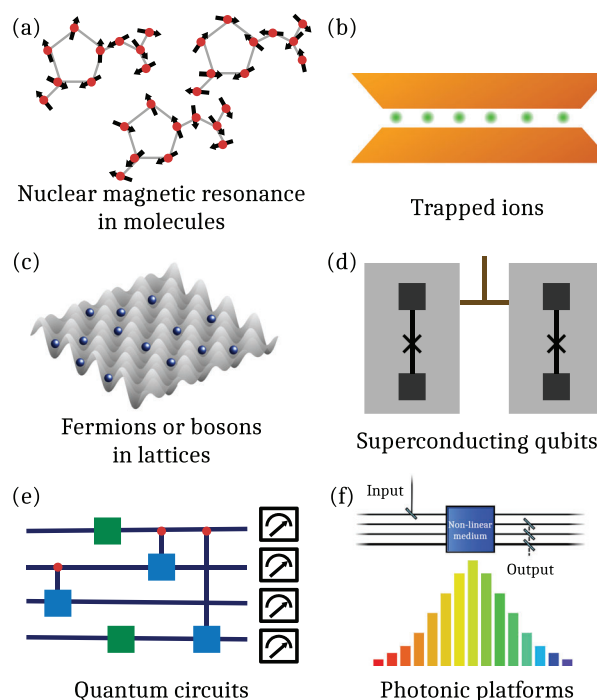 (a)
(b)
Nuclear magnetic resonance
in molecules
Trapped ions
(c)
(d)
Fermions or bosons
in lattices
Superconducting qubits
(e)
(f)
Input
Non-linear
medium
Output
Quantum circuits
Photonic platforms